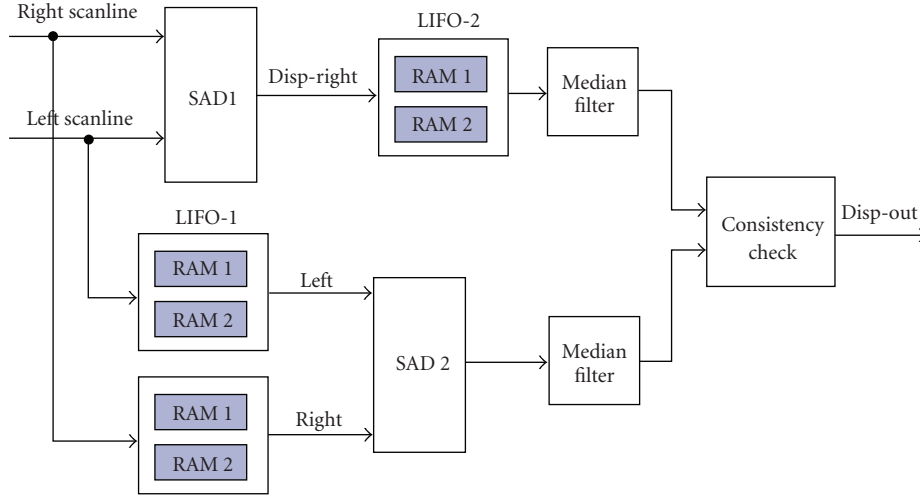 Right scanline
LIFO-2
SAD1
Disp-right
RAM 1
RAM 2
Median
filter
Left scanline
LIFO-1
RAM 1
RAM 2
Left
Consistency
check
Disp-out
SAD 2
Median
filter
RAM 1
RAM 2
Right